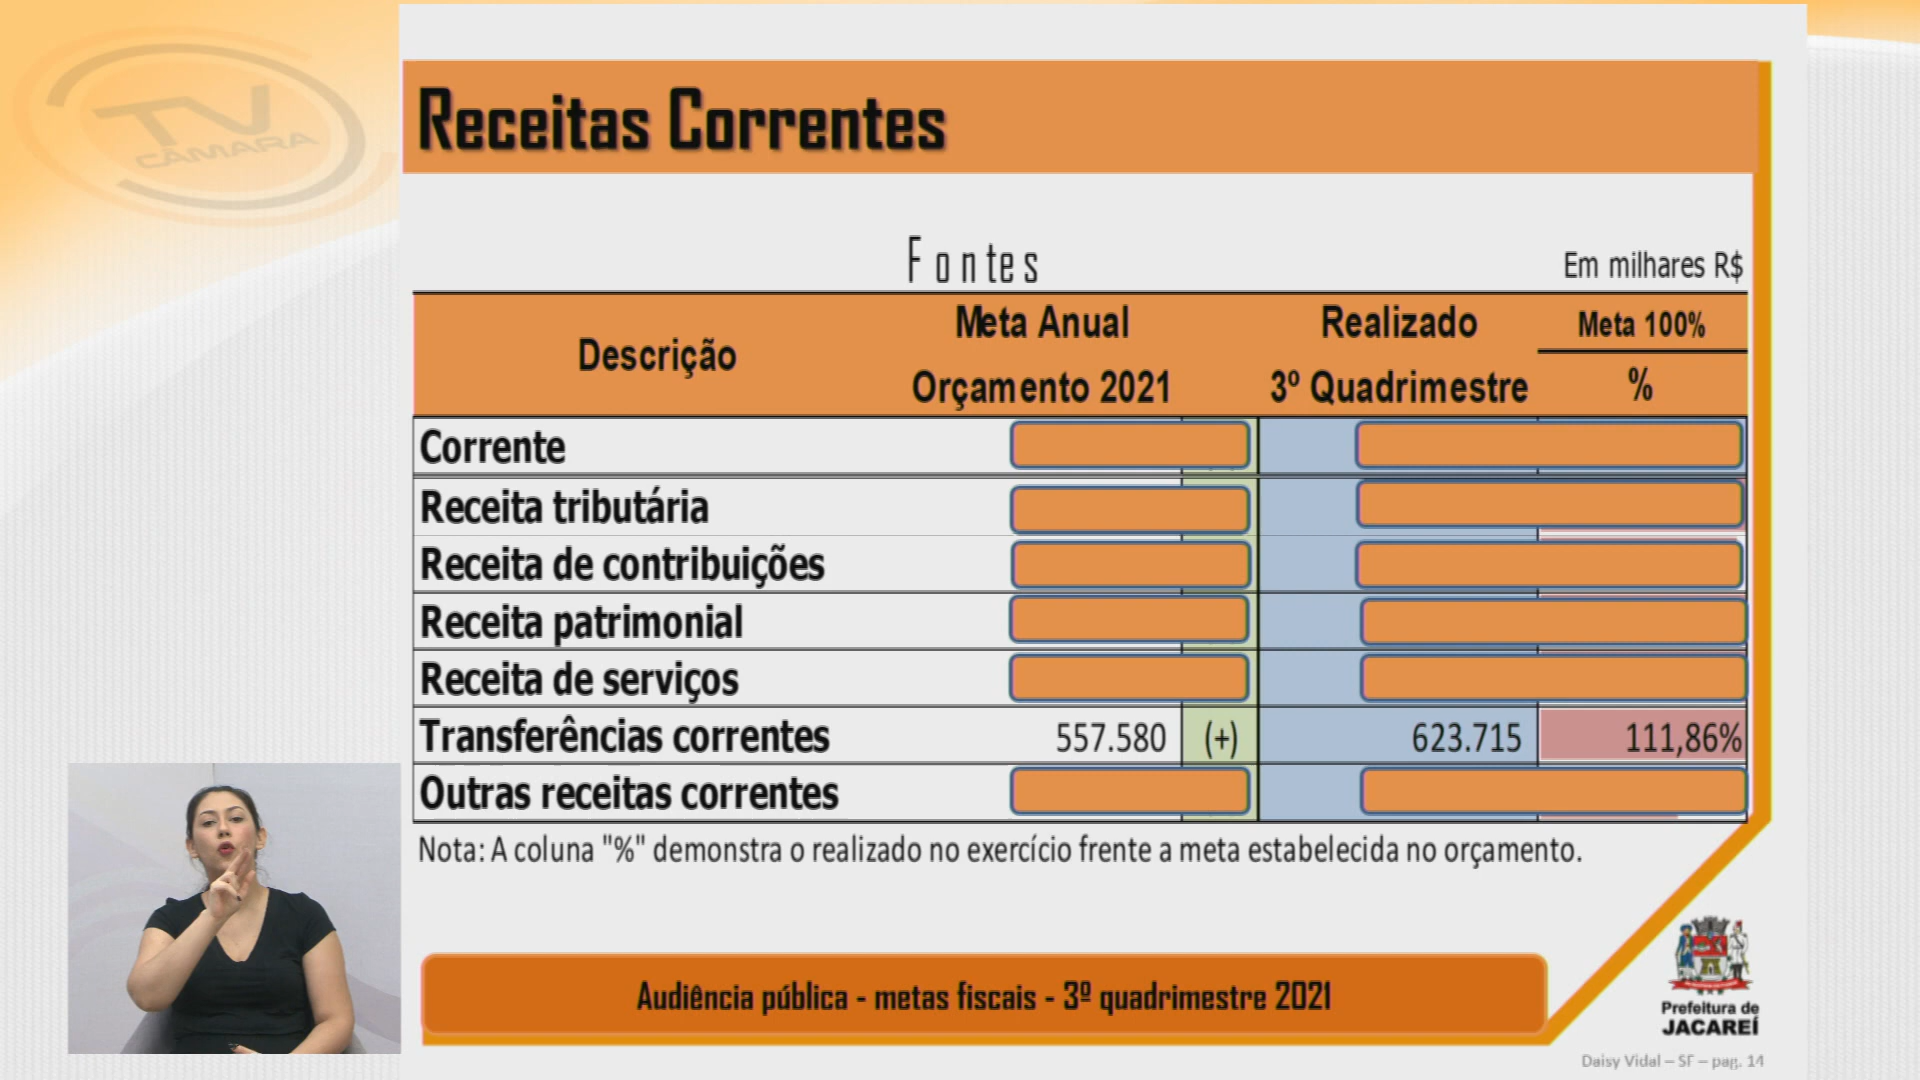 TV
CÂMARA
Receitas Correntes
Fontes
Em milhares R$
Descrição
Meta Anual
Orçamento 2021
Realizado
3º Quadrimestre
Meta 100%
%
Corrente
Receita tributária
Receita de contribuições
Receita patrimonial
Receita de serviços
Transferências correntes 557.580 (+) 623.715 111,86%
Outras receitas correntes
Nota: A coluna "%" demonstra o realizado no exercício frente a meta estabelecida no orçamento.
Audiência pública - metas fiscais - 3º quadrimestre 2021
Prefeitura de
JACAREÍ
Daisy Vidal – SF – pag. 14